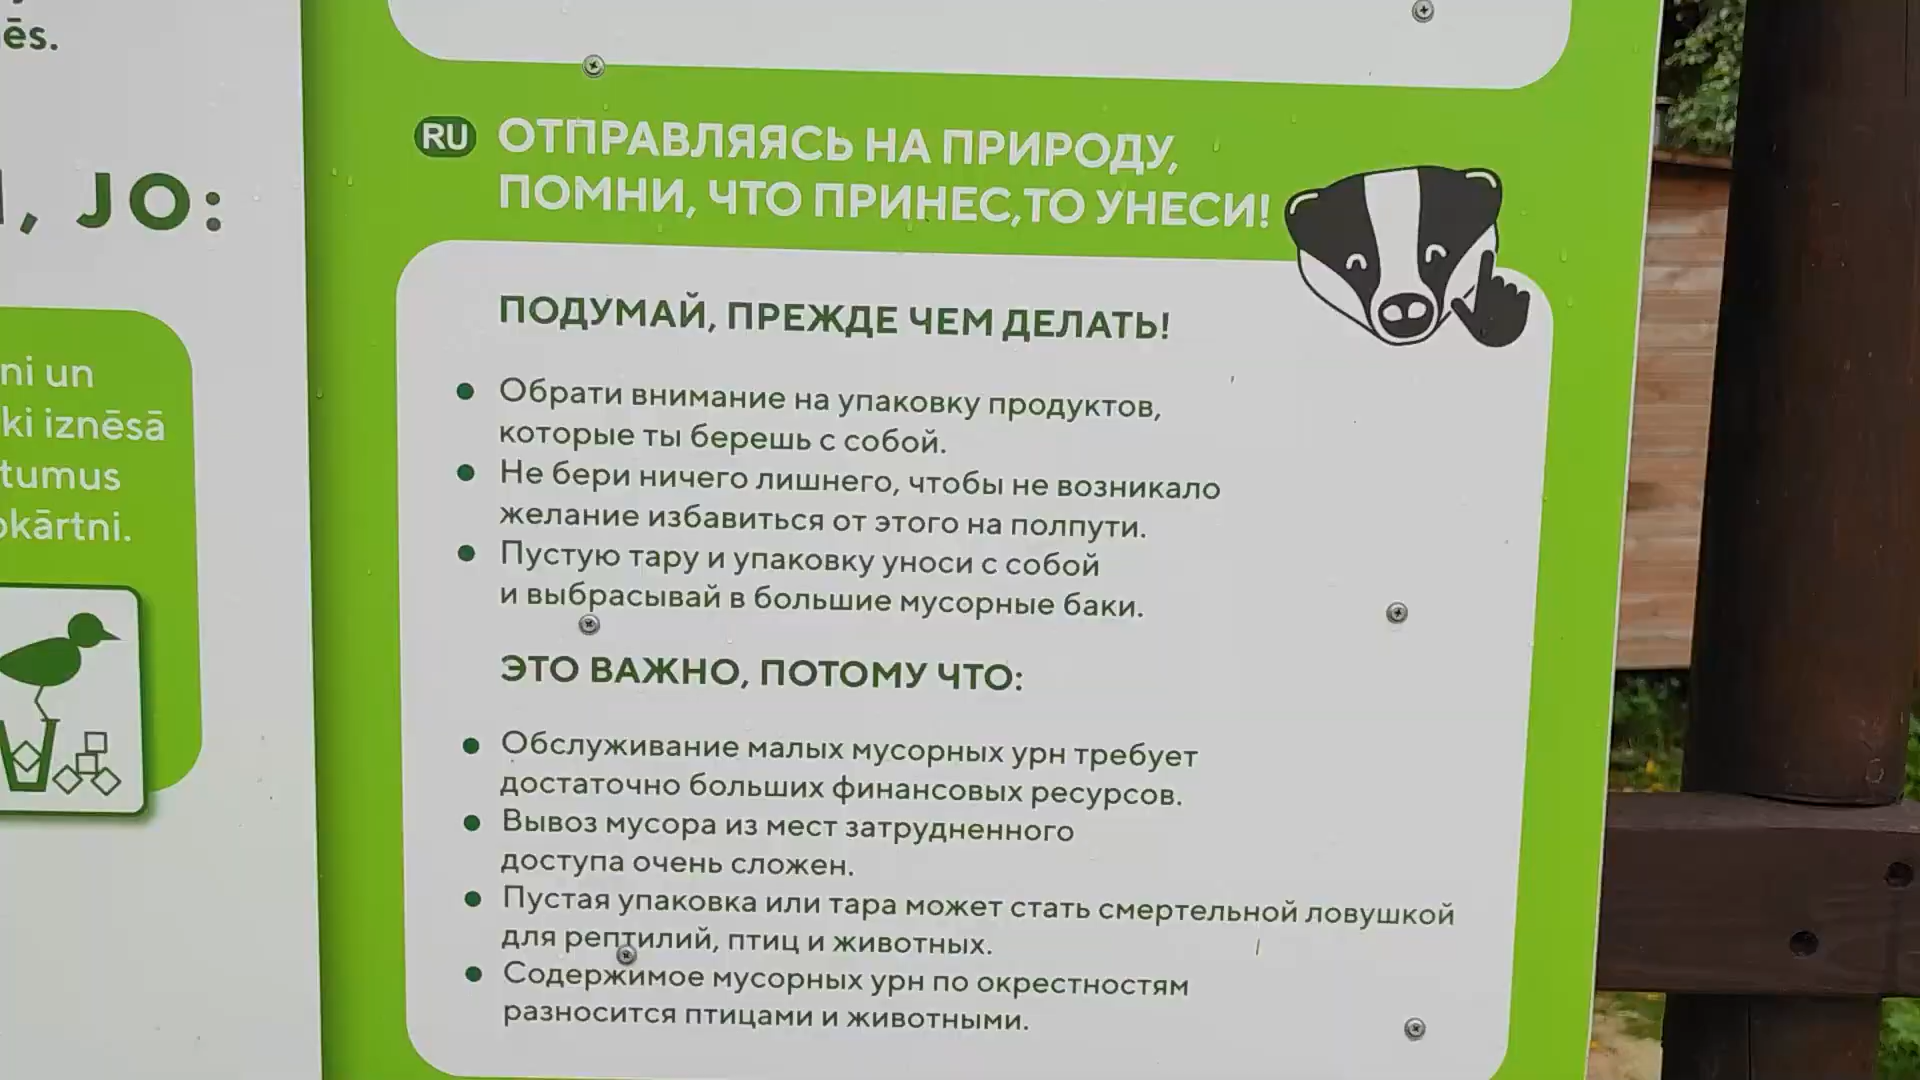 ēs.
, JO:
ni un
ki iznēsā
tumus
okārtni.
RU ОТПРАВЛЯЯСЬ НА ПРИРОДУ,
ПОМНИ, ЧТО ПРИНЕС,ТО УНЕСИ!
ПОДУМАЙ, ПРЕЖДЕ ЧЕМ ДЕЛАТЬ!
● Обрати внимание на упаковку продуктов,
которые ты берешь с собой.
● Не бери ничего лишнего, чтобы не возникало
желание избавиться от этого на полпути.
● Пустую тару и упаковку уноси с собой
и выбрасывай в большие мусорные баки.
ЭТО ВАЖНО, ПОТОМУ ЧТО:
● Обслуживание малых мусорных урн требует
достаточно больших финансовых ресурсов.
● Вывоз мусора из мест затрудненного
доступа очень сложен.
● Пустая упаковка или тара может стать смертельной ловушкой
для рептилий, птиц и животных.
● Содержимое мусорных урн по окрестностям
разносится птицами и животными.